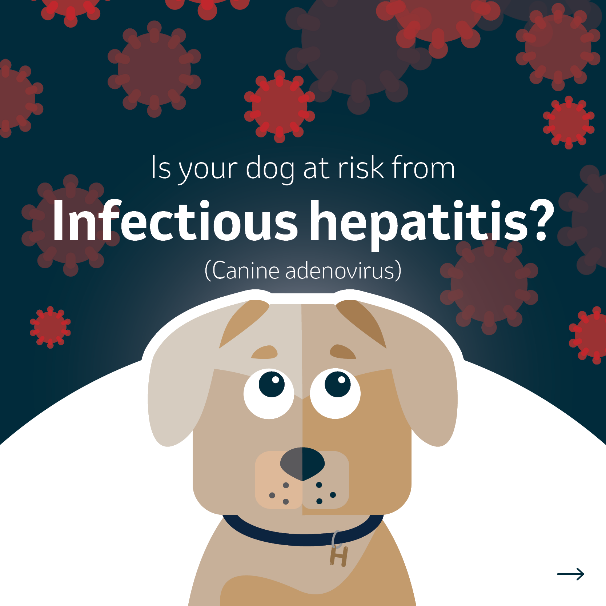 Is your dog at risk from
Infectious hepatitis?
(Canine adenovirus)
H